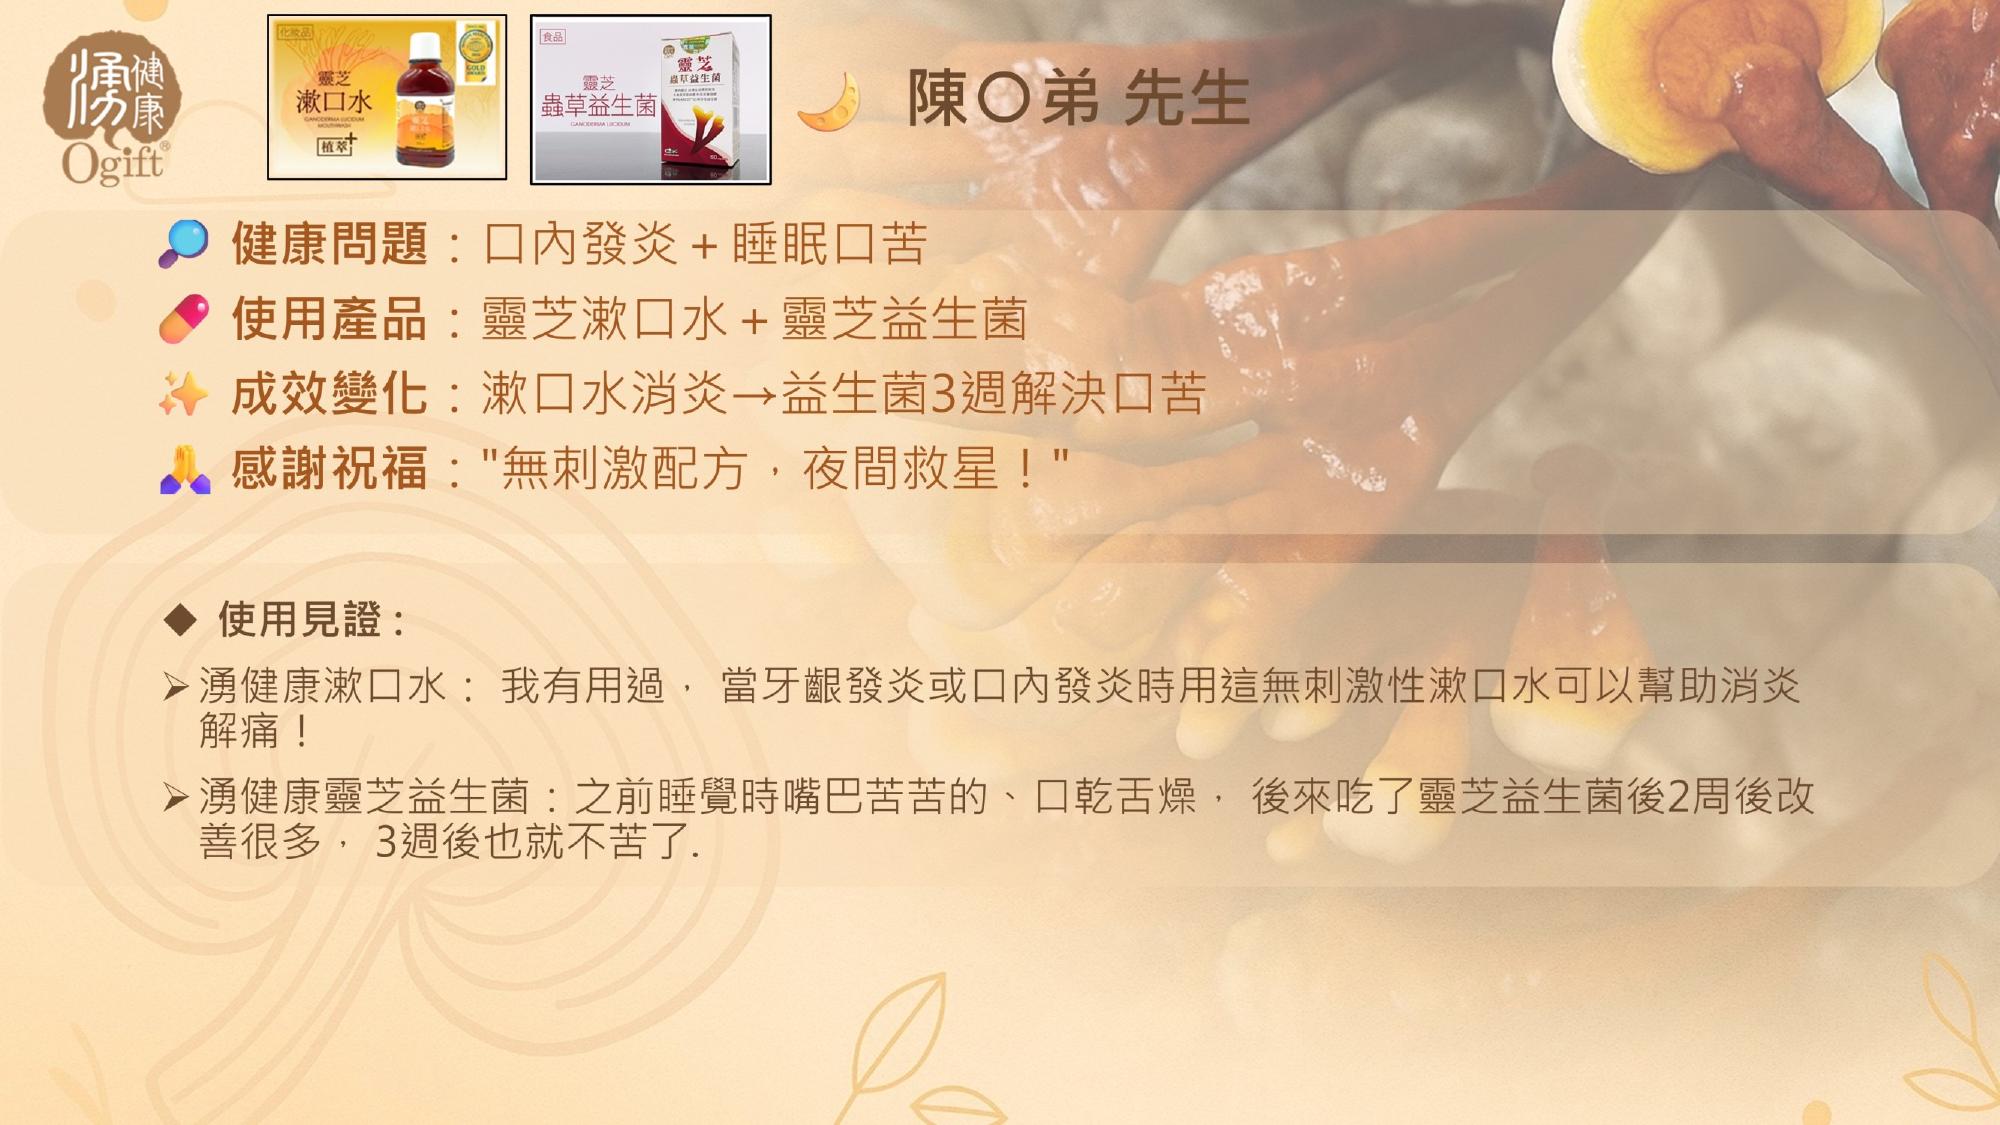 湧健康
Ogift®
化妝品
靈芝
漱口水
GANODERMA LUCIDUM
MOUTHWASH
植萃+
GOLD
食品
靈芝
蟲草益生菌
GANODERMA LUCIDUM
靈芝
蟲草益生菌
陳O弟 先生
健康問題：口內發炎+睡眠口苦
使用產品：靈芝漱口水+靈芝益生菌
成效變化：漱口水消炎→益生菌3週解決口苦
感謝祝福："無刺激配方，夜間救星！"
◆ 使用見證:
➢湧健康漱口水： 我有用過， 當牙齦發炎或口內發炎時用這無刺激性漱口水可以幫助消炎
解痛！
➢湧健康靈芝益生菌：之前睡覺時嘴巴苦苦的、口乾舌燥， 後來吃了靈芝益生菌後2周後改
善很多， 3週後也就不苦了.